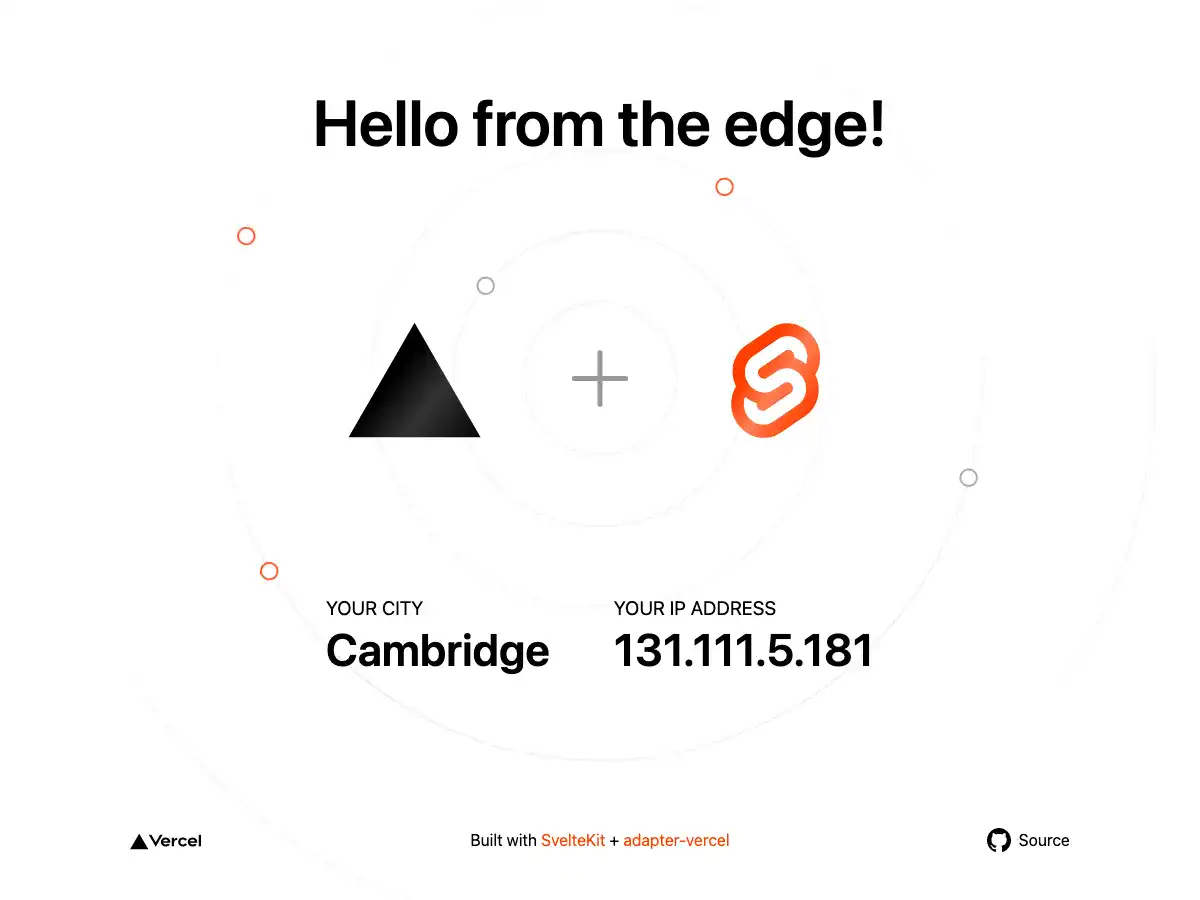 Hello from the edge!
YOUR CITY
Cambridge
YOUR IP ADDRESS
131.111.5.181
Vercel
Built with SvelteKit + adapter-vercel
Source